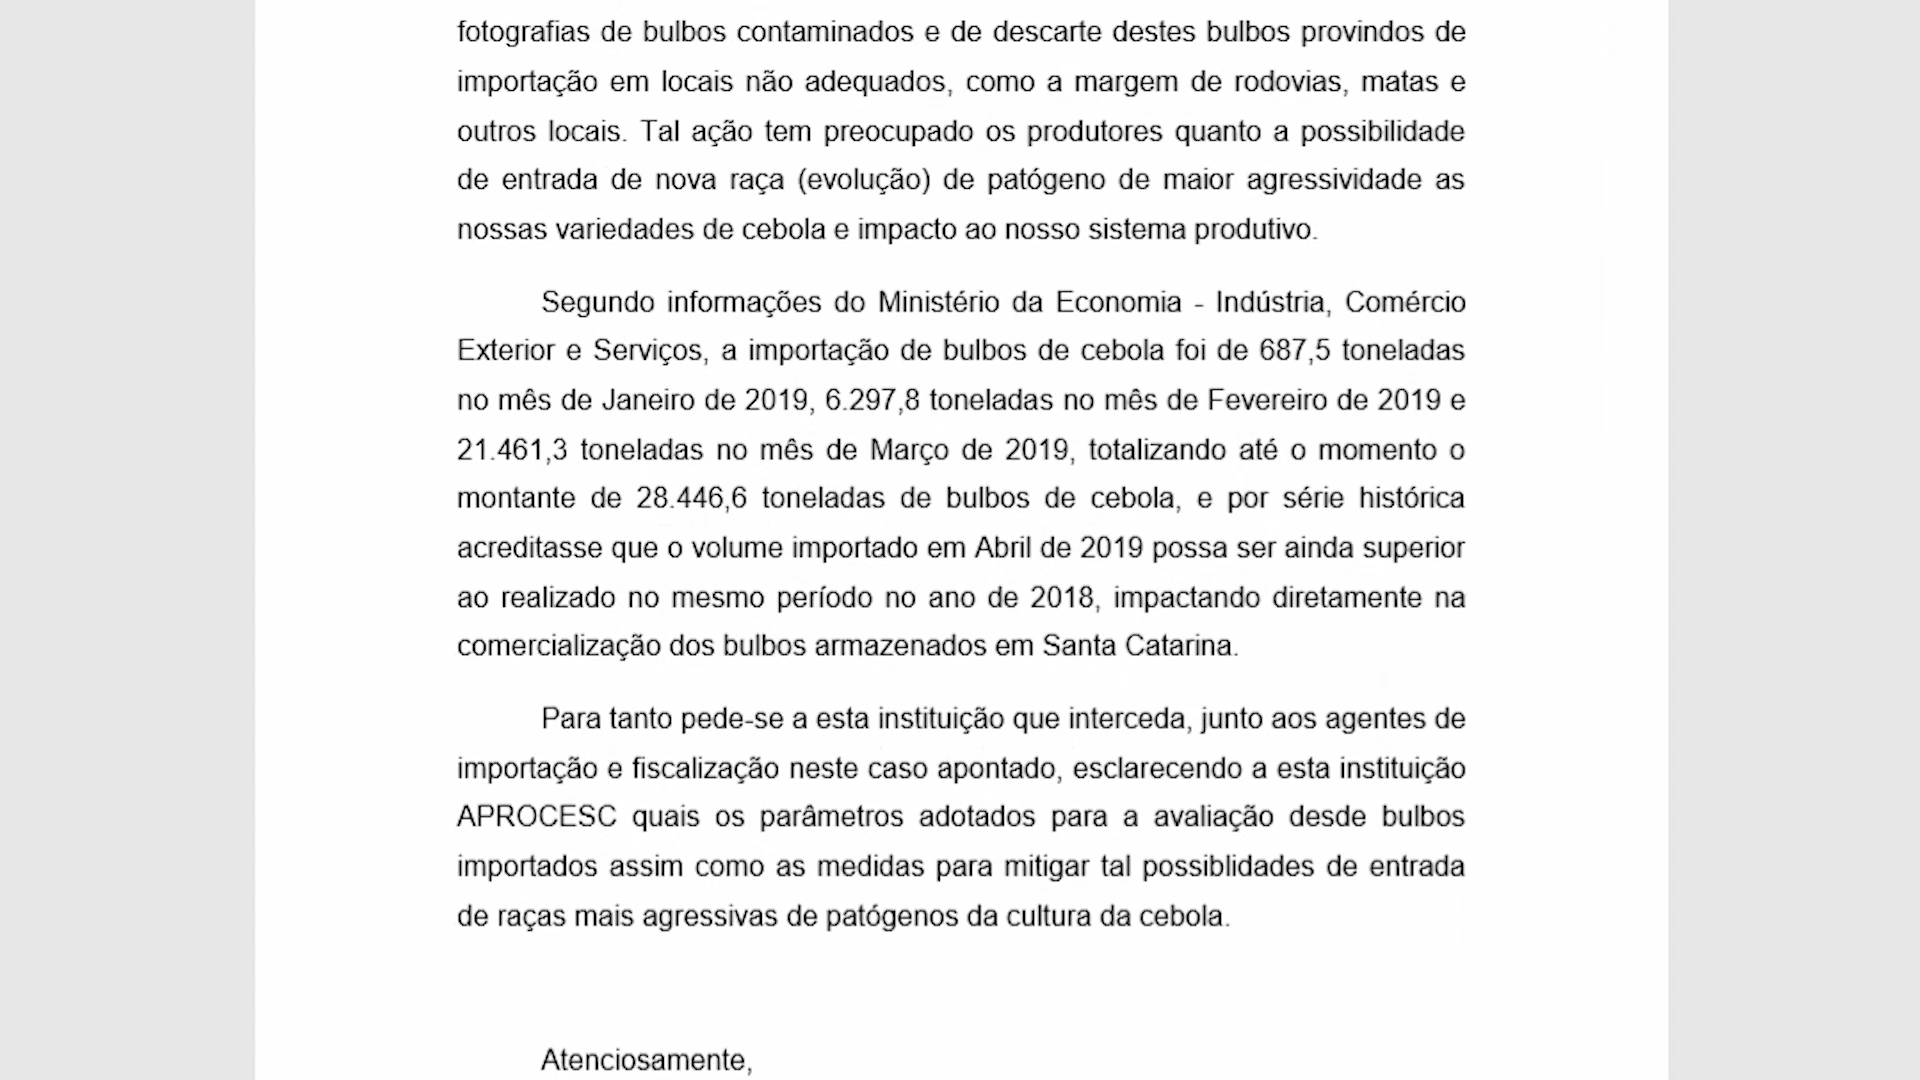 fotografias de bulbos contaminados e de descarte destes bulbos provindos de
importação em locais não adequados, como a margem de rodovias, matas e
outros locais. Tal ação tem preocupado os produtores quanto a possibilidade
de entrada de nova raça (evolução) de patógeno de maior agressividade as
nossas variedades de cebola e impacto ao nosso sistema produtivo.
Segundo informações do Ministério da Economia - Indústria, Comércio
Exterior e Serviços, a importação de bulbos de cebola foi de 687,5 toneladas
no mês de Janeiro de 2019, 6.297,8 toneladas no mês de Fevereiro de 2019 e
21.461,3 toneladas no mês de Março de 2019, totalizando até o momento o
montante de 28.446,6 toneladas de bulbos de cebola, e por série histórica
acreditasse que o volume importado em Abril de 2019 possa ser ainda superior
ao realizado no mesmo período no ano de 2018, impactando diretamente na
comercialização dos bulbos armazenados em Santa Catarina.
Para tanto pede-se a esta instituição que interceda, junto aos agentes de
importação e fiscalização neste caso apontado, esclarecendo a esta instituição
APROCESC quais os parâmetros adotados para a avaliação desde bulbos
importados assim como as medidas para mitigar tal possiblidades de entrada
de raças mais agressivas de patógenos da cultura da cebola.
Atenciosamente,